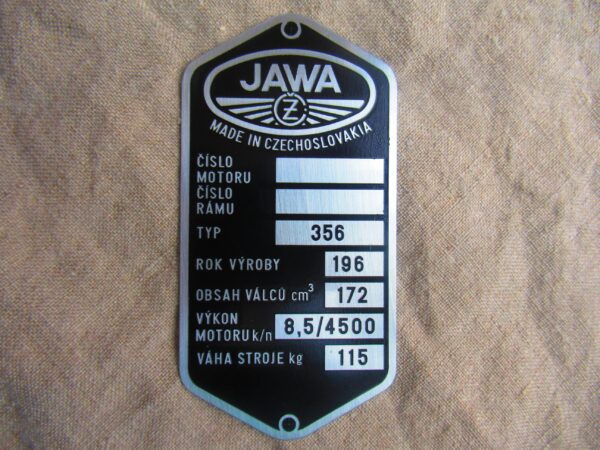 JAWA
ČZ
MADE IN CZECHOSLOVAKIA
ČÍSLO
MOTORU
ČÍSLO
RÁMU
TYP 356
ROK VÝROBY 196
OBSAH VÁLCŮ cm³ 172
VÝKON
MOTORU k/n 8,5/4500
VÁHA STROJE kg 115